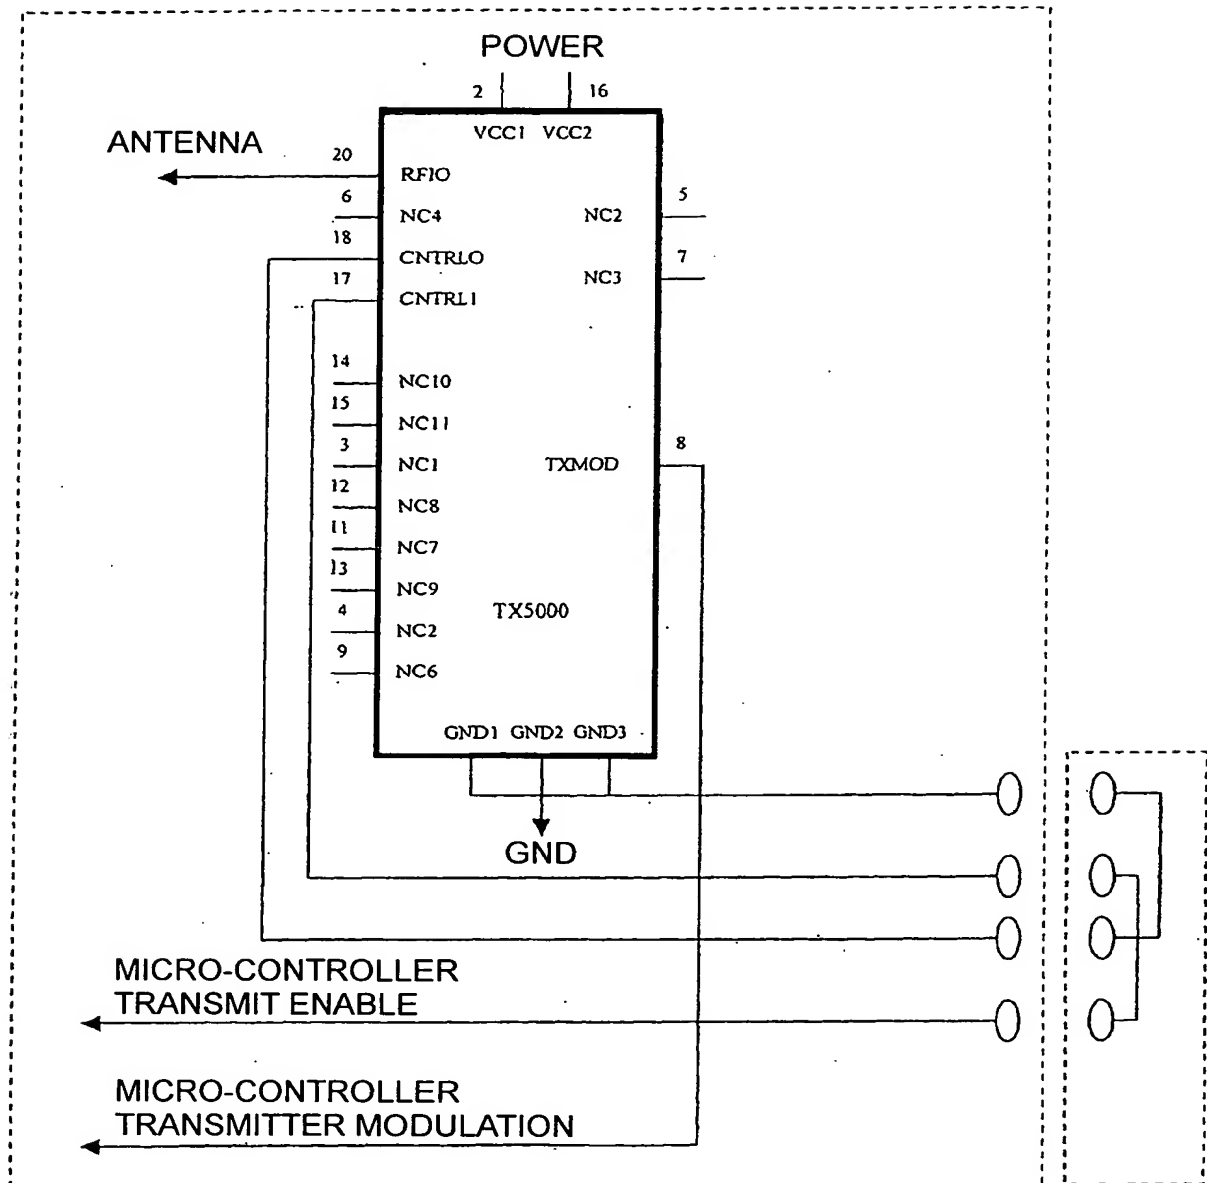 POWER
2 16
VCC1 VCC2
ANTENNA
20
RFIO
6
NC4
5
NC2
18
CNTRLO
7
NC3
17
CNTRL1
14
NC10
15
NC11
3
NC1
8
TXMOD
12
NC8
11
NC7
13
NC9
4
NC2
TX5000
9
NC6
GND1 GND2 GND3
GND
MICRO-CONTROLLER
TRANSMIT ENABLE
MICRO-CONTROLLER
TRANSMITTER MODULATION